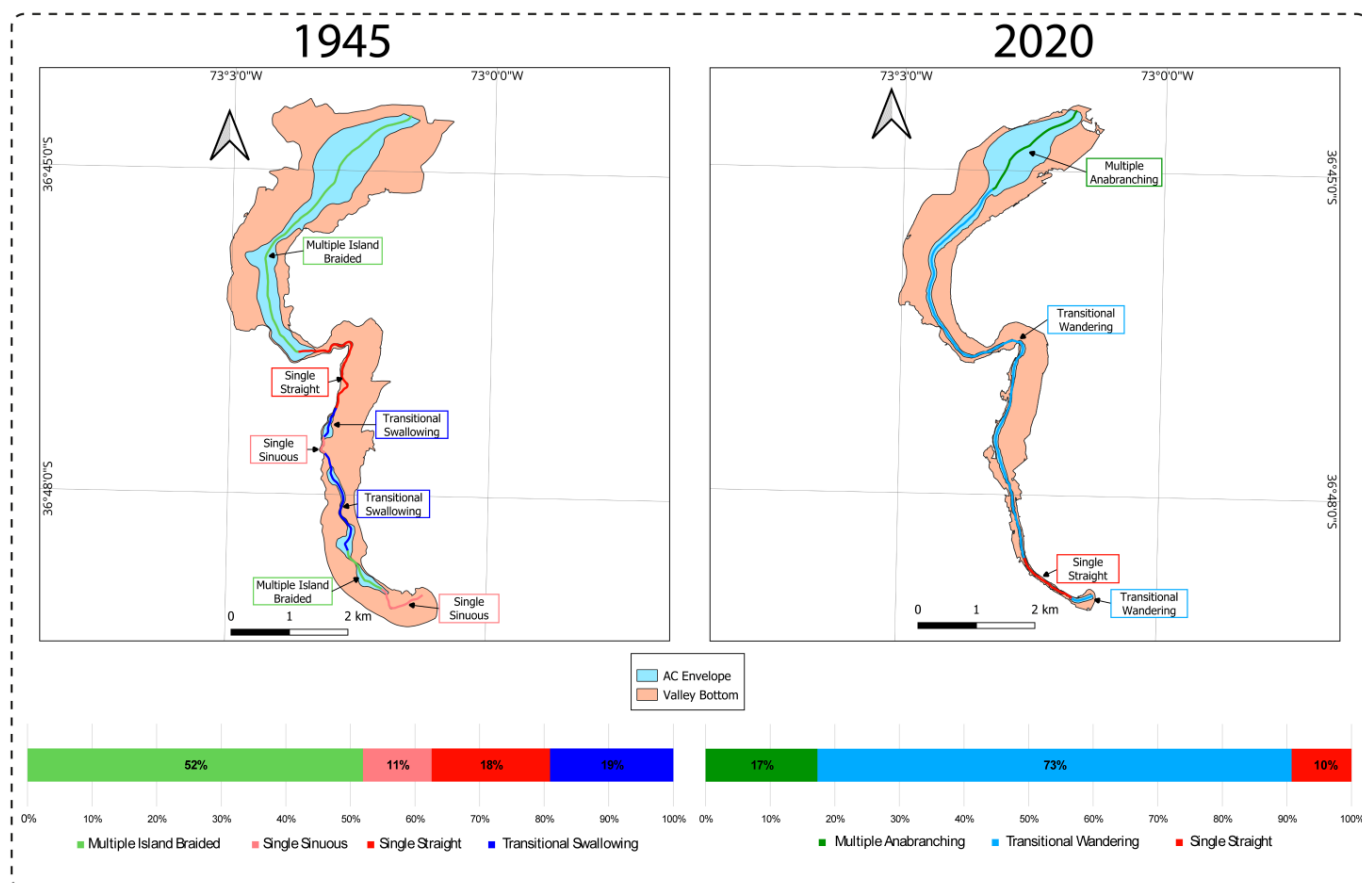 1945
73°3'0"W
73°0'0"W
36°45'0"S
Multiple Island
Braided
Single
Straight
Transitional
Swallowing
Single
Sinuous
36°48'0"S
Transitional
Swallowing
Multiple Island
Braided
Single
Sinuous
0 1 2 km
2020
73°3'0"W
73°0'0"W
36°45'0"S
Multiple
Anabranching
Transitional
Wandering
36°48'0"S
Single
Straight
Transitional
Wandering
0 1 2 km
AC Envelope
Valley Bottom
52% 11% 18% 19%
0% 10% 20% 30% 40% 50% 60% 70% 80% 90% 100%
Multiple Island Braided Single Sinuous Single Straight Transitional Swallowing
17% 73% 10%
0% 10% 20% 30% 40% 50% 60% 70% 80% 90% 100%
Multiple Anabranching Transitional Wandering Single Straight